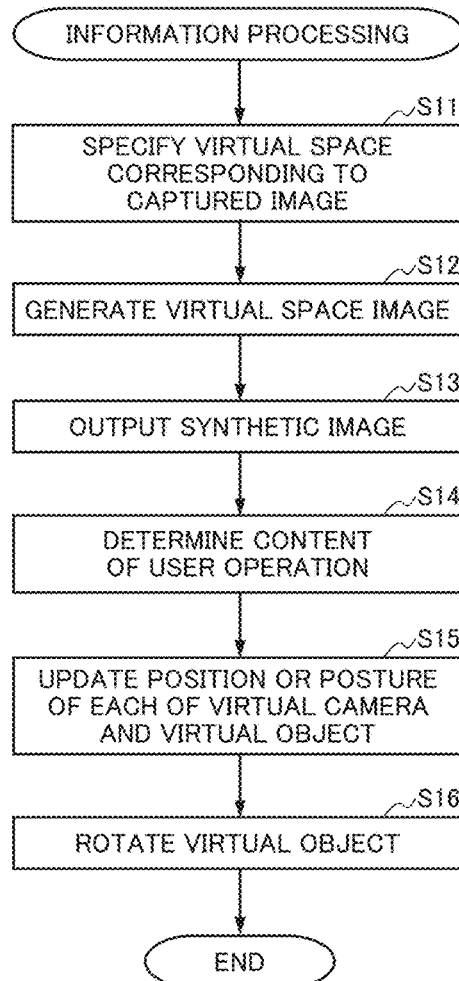 INFORMATION PROCESSING
S11
SPECIFY VIRTUAL SPACE
CORRESPONDING TO
CAPTURED IMAGE
S12
GENERATE VIRTUAL SPACE IMAGE
S13
OUTPUT SYNTHETIC IMAGE
S14
DETERMINE CONTENT
OF USER OPERATION
S15
UPDATE POSITION OR POSTURE
OF EACH OF VIRTUAL CAMERA
AND VIRTUAL OBJECT
S16
ROTATE VIRTUAL OBJECT
END